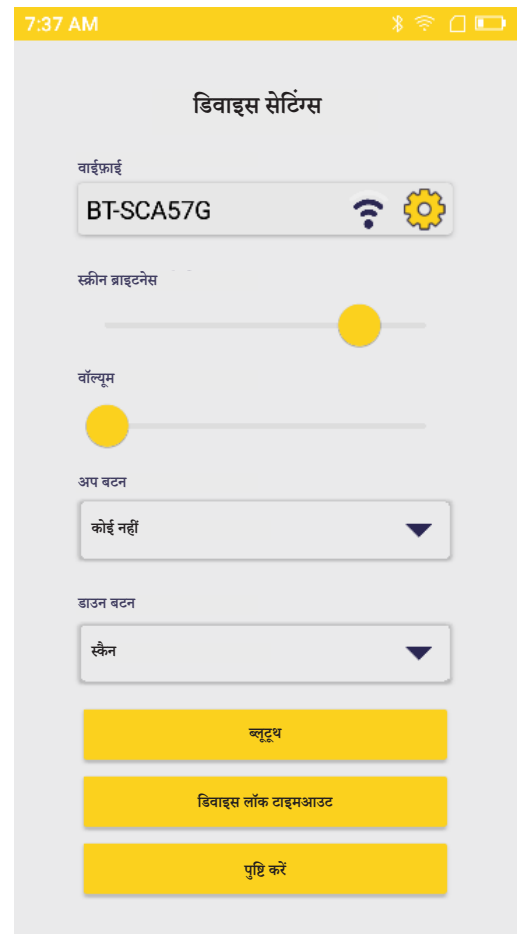 7:37 AM
डिवाइस सेटिंग्स
वाईफ़ाई
BT-SCA57G
स्क्रीन ब्राइटनेस
वॉल्यूम
अप बटन
कोई नहीं
डाउन बटन
स्कैन
ब्लूटूथ
डिवाइस लॉक टाइमआउट
पुष्टि करें